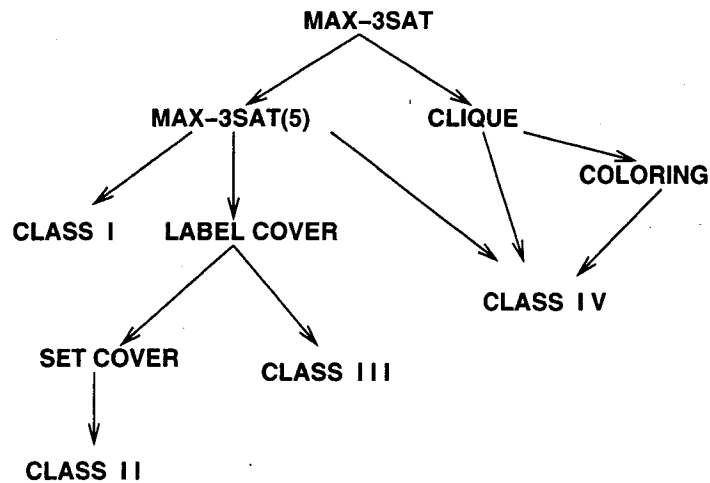 MAX-3SAT
MAX-3SAT(5)
CLIQUE
COLORING
CLASS I
LABEL COVER
CLASS IV
SET COVER
CLASS III
CLASS II